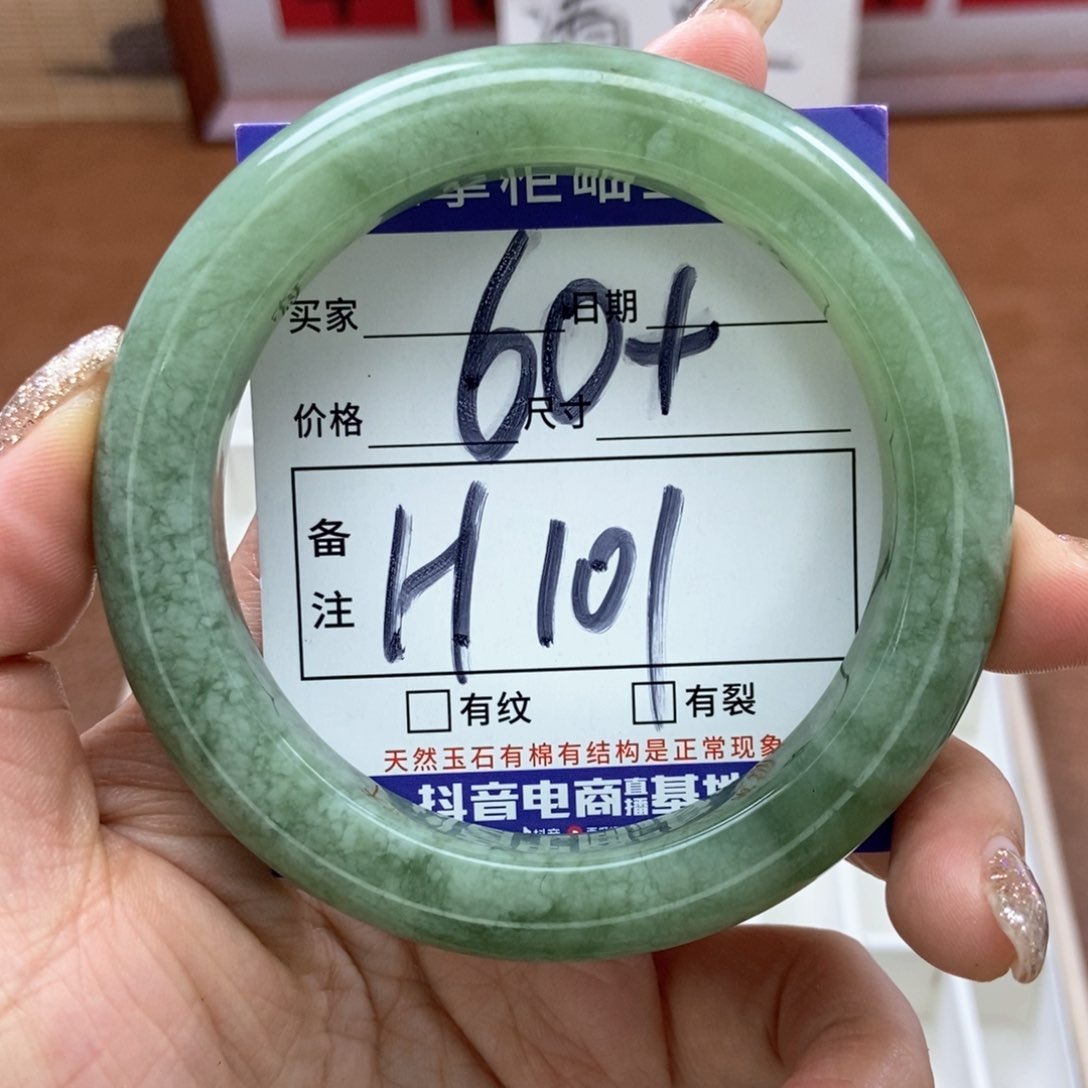 60+
买家 日期
价格 尺寸
备注
H101
有纹 有裂
天然玉石有棉有结构是正常现象
抖音电商直播基地
抖音